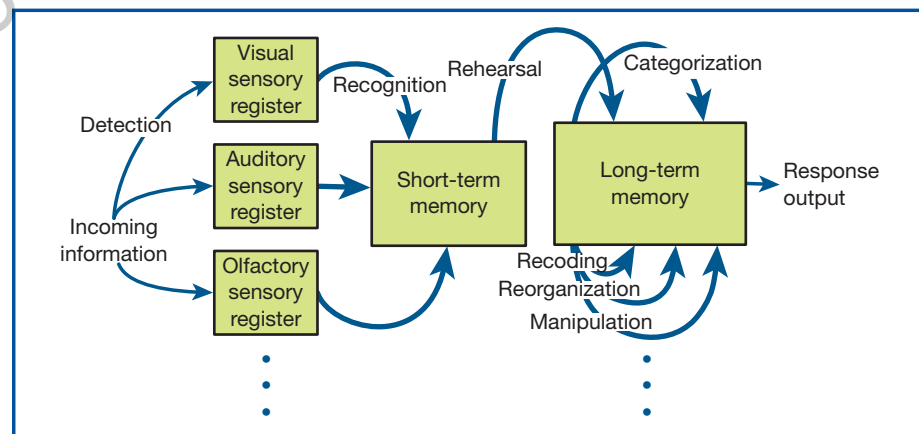 Visual
sensory
register
Recognition
Rehearsal
Categorization
Detection
Auditory
sensory
register
Short-term
memory
Long-term
memory
Response
output
Incoming
information
Olfactory
sensory
register
Recoding
Reorganization
Manipulation